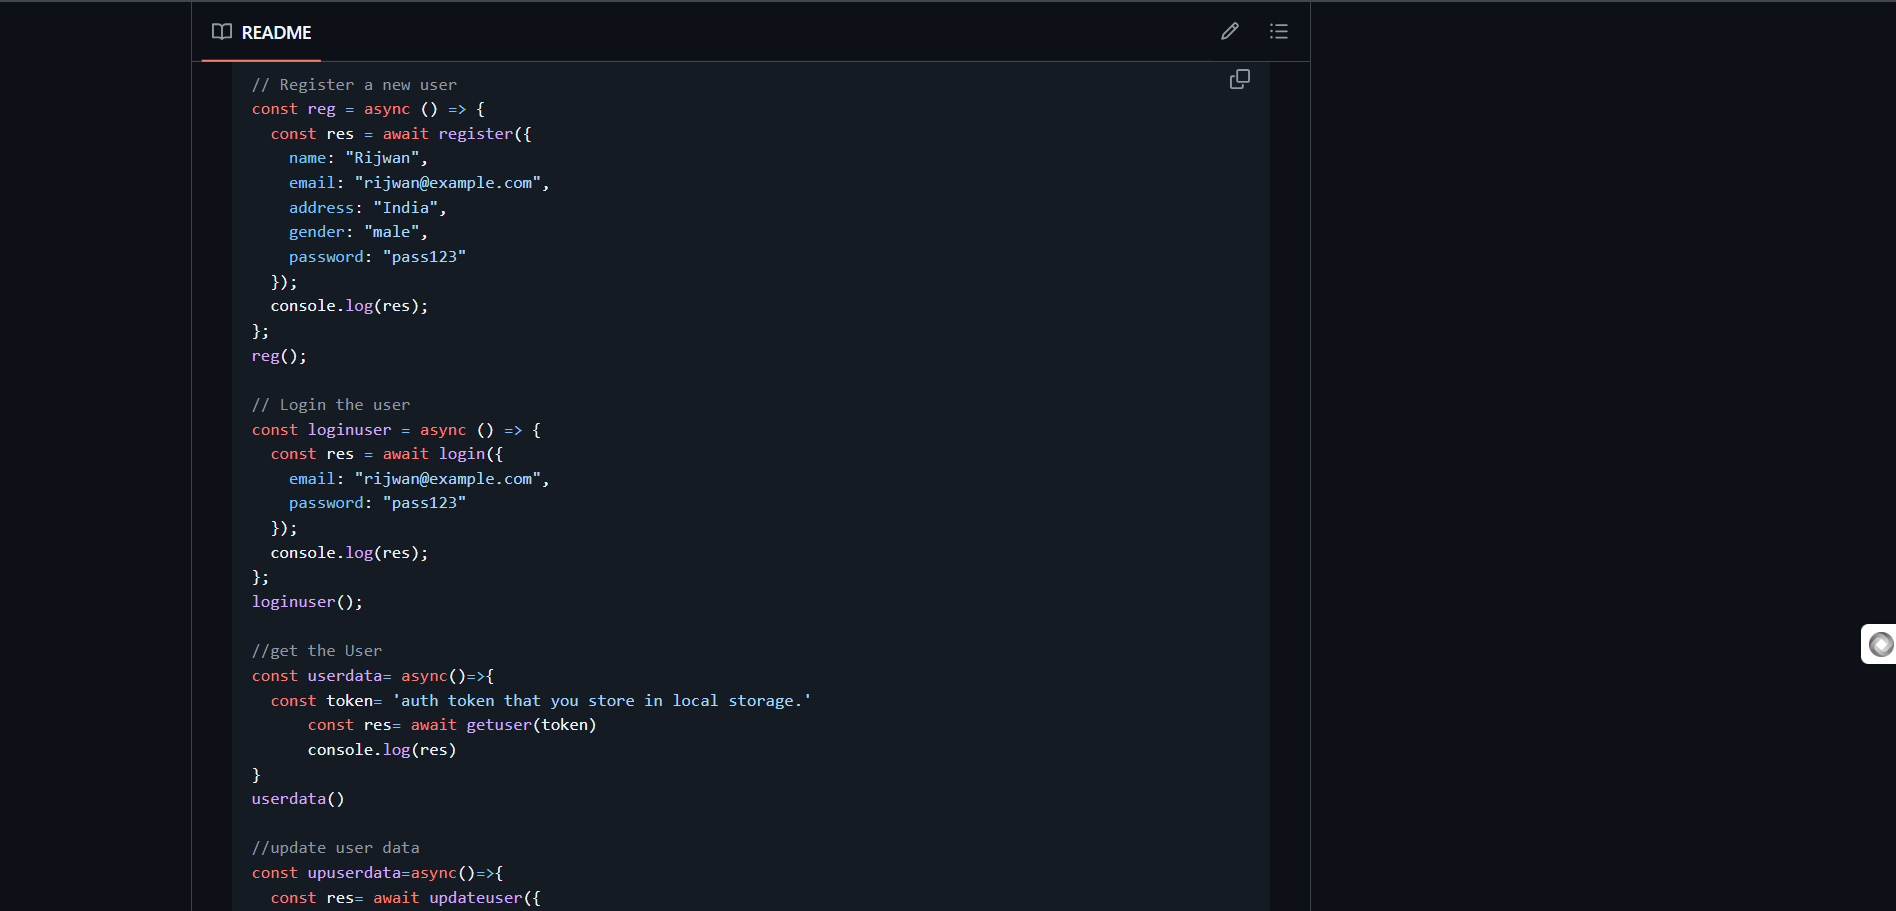 README
// Register a new user
const reg = async () => {
  const res = await register({
    name: "Rijwan",
    email: "rijwan@example.com",
    address: "India",
    gender: "male",
    password: "pass123"
  });
  console.log(res);
};
reg();

// Login the user
const loginuser = async () => {
  const res = await login({
    email: "rijwan@example.com",
    password: "pass123"
  });
  console.log(res);
};
loginuser();

//get the User
const userdata= async()=>{
  const token= 'auth token that you store in local storage.'
      const res= await getuser(token)
      console.log(res)
}
userdata()

//update user data
const upuserdata=async()=>{
  const res= await updateuser({